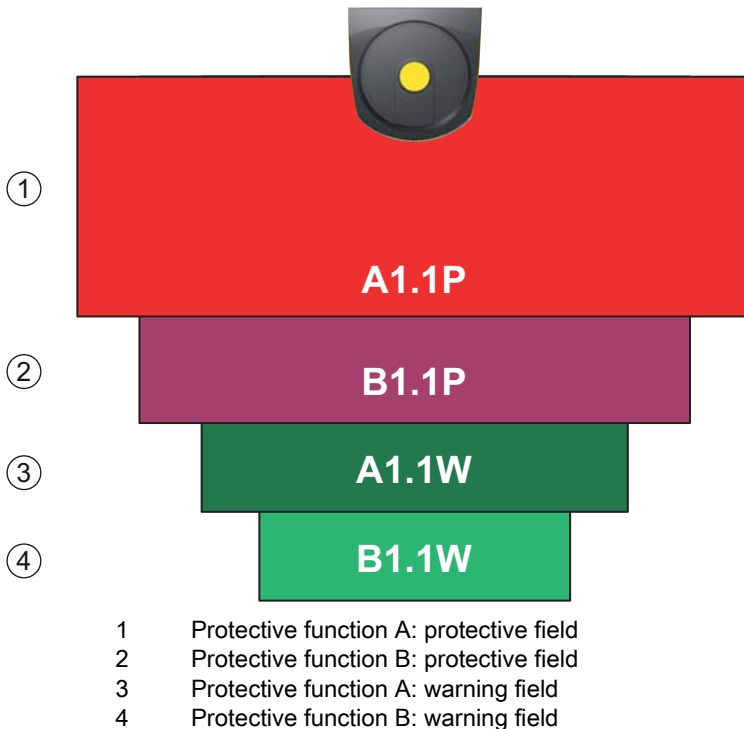 ①
A1.1P
②
B1.1P
③
A1.1W
④
B1.1W
1 Protective function A: protective field
2 Protective function B: protective field
3 Protective function A: warning field
4 Protective function B: warning field